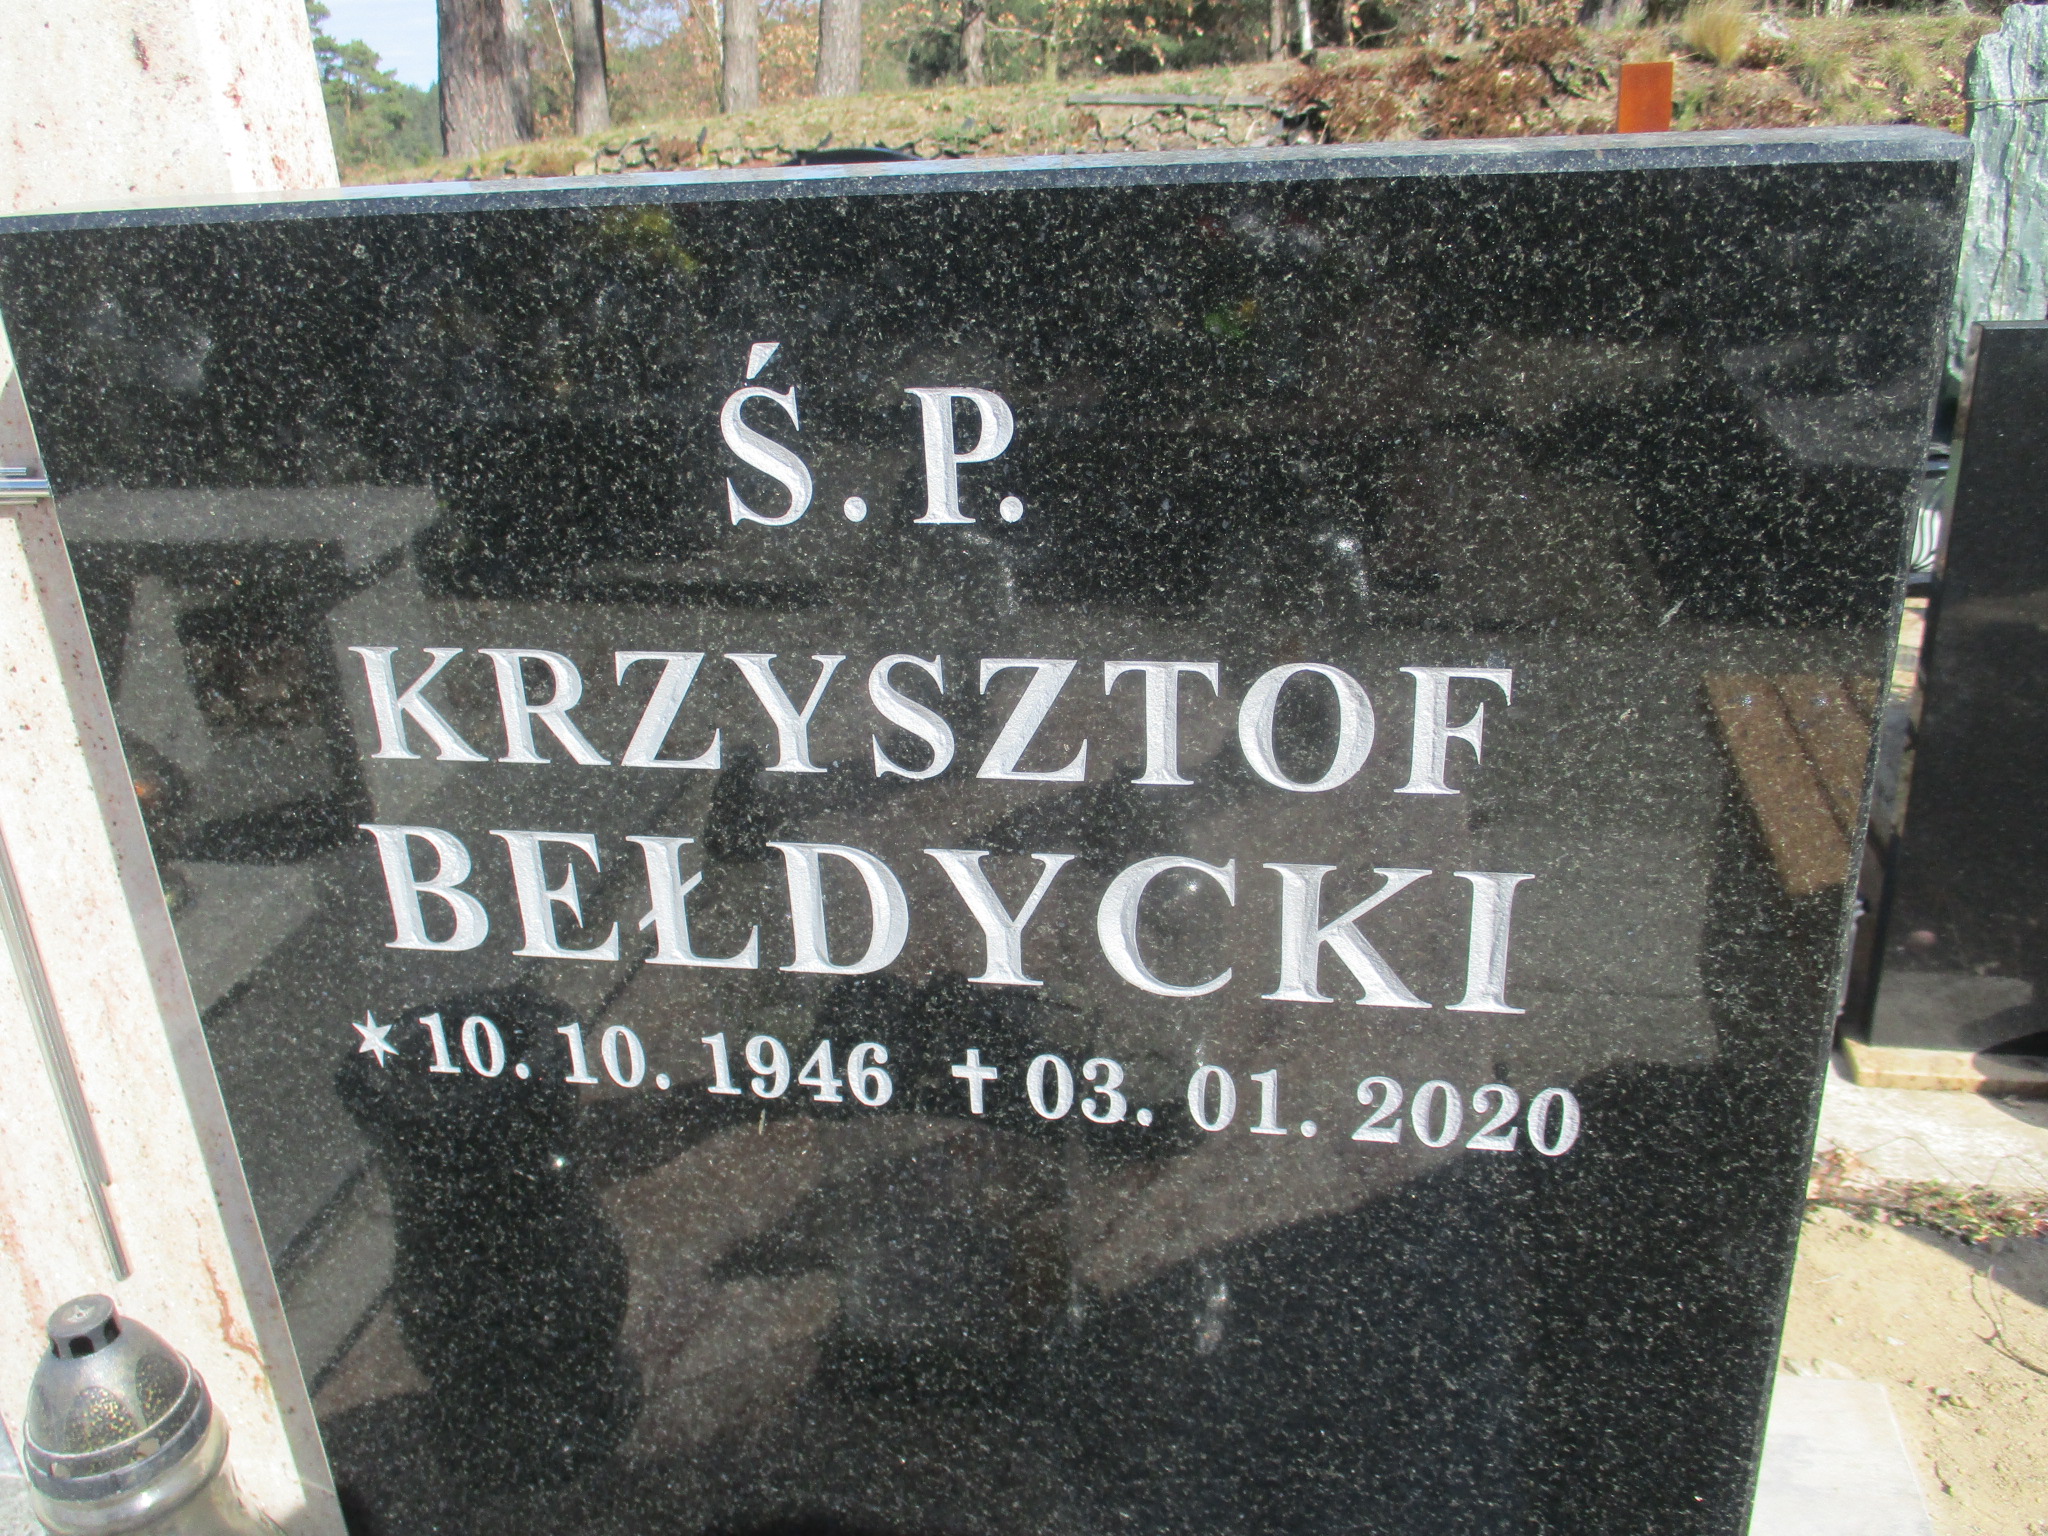 Ś. P.
KRZYSZTOF
BEŁDYCKI
* 10. 10. 1946 † 03. 01. 2020